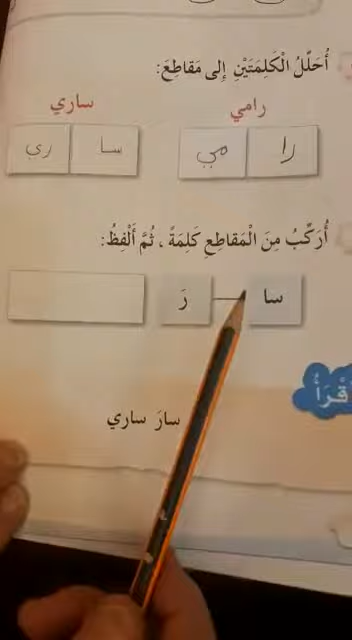 أُحَلِّلُ الْكَلِمَتَيْنِ إِلى مَقاطِعَ:
رامي ساري
را مي سا ري
أُرَكِّبُ مِنَ الْمَقاطِعِ كَلِمَةً ، ثُمَّ أَلْفِظُ:
سا رَ
أَقْرَأُ
سارَ ساري